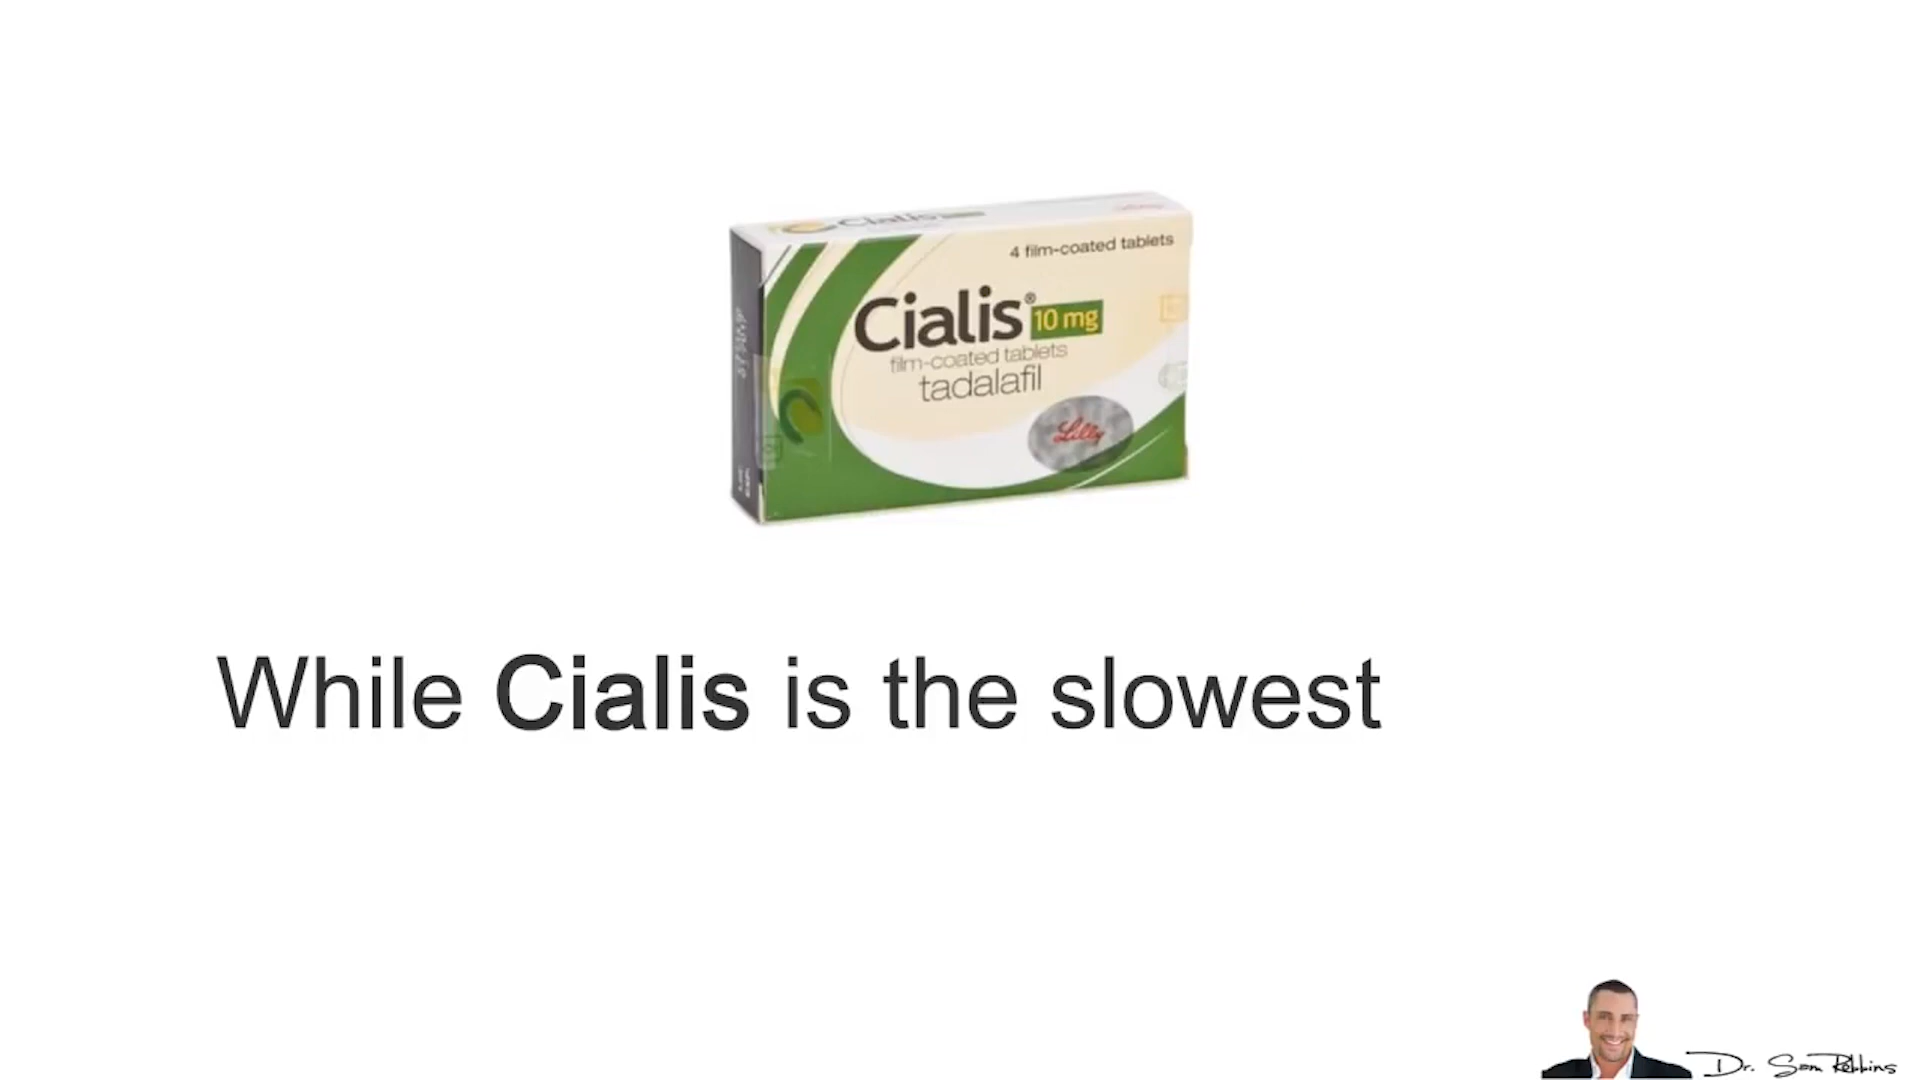 Cialis
4 film-coated tablets
Cialis® 10 mg
film-coated tablets
tadalafil
Lilly
While Cialis is the slowest
Dr. Sam Robbins